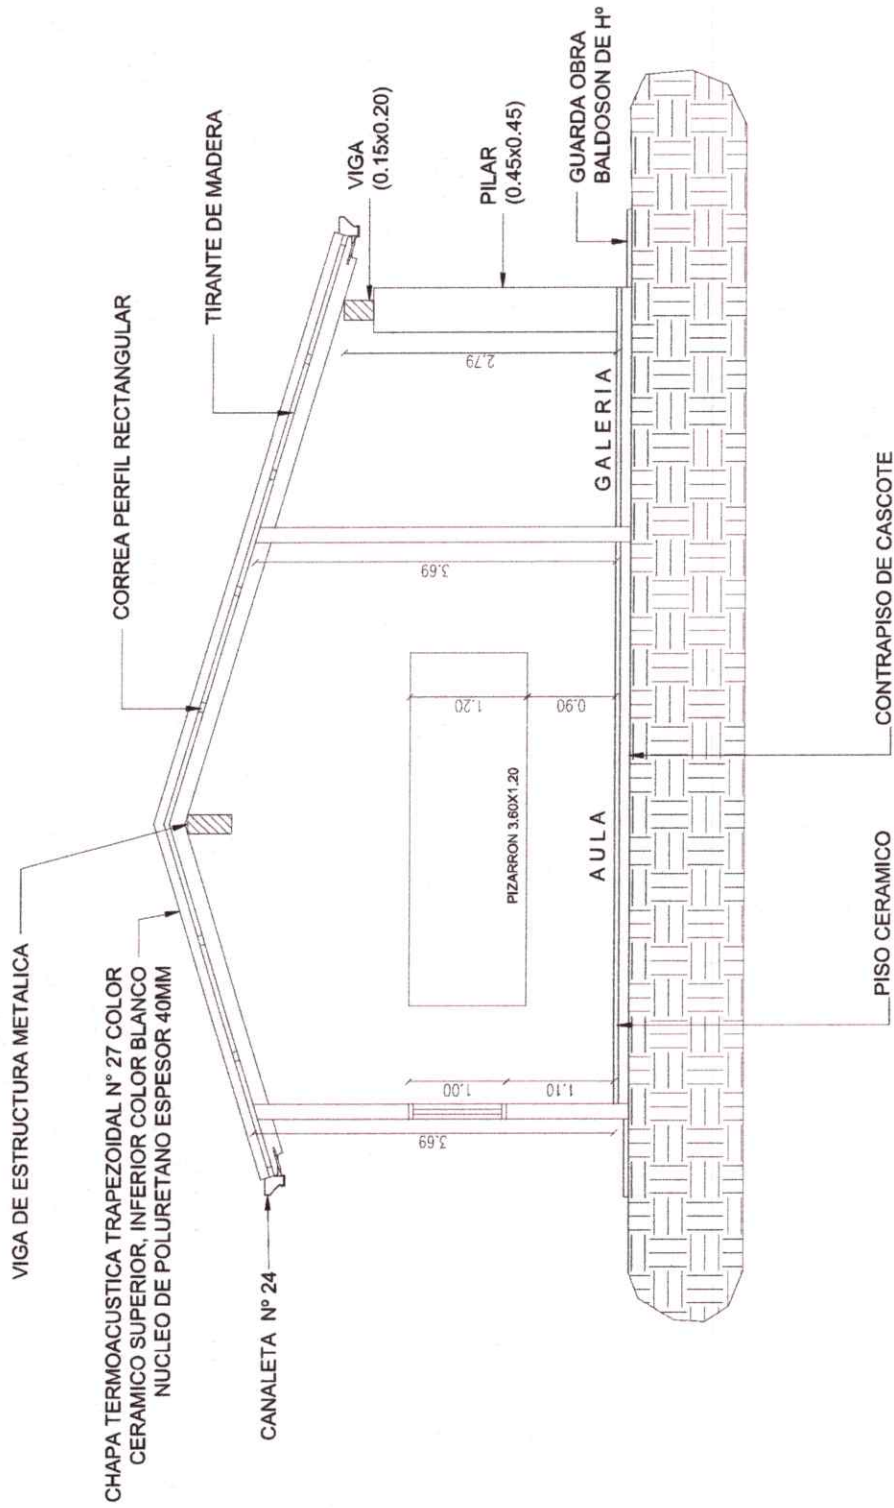 VIGA DE ESTRUCTURA METALICA
CHAPA TERMOACUSTICA TRAPEZOIDAL N° 27 COLOR
CERAMICO SUPERIOR, INFERIOR COLOR BLANCO
NUCLEO DE POLURETANO ESPESOR 40MM
CANALETA N° 24
CORREA PERFIL RECTANGULAR
TIRANTE DE MADERA
VIGA
(0.15x0.20)
PILAR
(0.45x0.45)
GUARDA OBRA
BALDOSON DE Hº
3.69
1.00
1.10
PIZARRON 3.60X1.20
1.20
0.90
3.69
2.79
AULA
GALERIA
PISO CERAMICO
CONTRAPISO DE CASCOTE